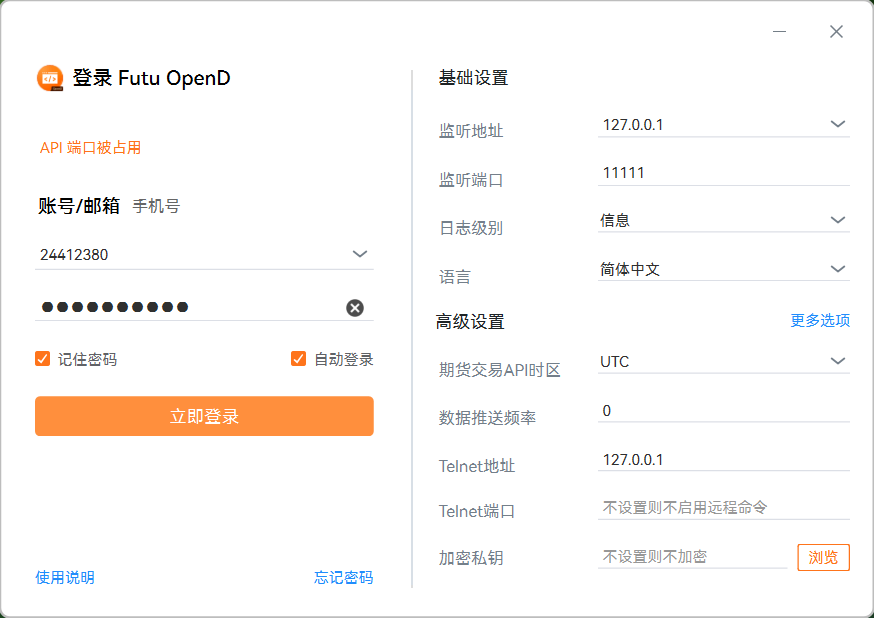 登录 Futu OpenD
API 端口被占用
账号/邮箱 手机号
24412380
记住密码 自动登录
立即登录
使用说明 忘记密码
基础设置
监听地址 127.0.0.1
监听端口 11111
日志级别 信息
语言 简体中文
高级设置 更多选项
期货交易API时区 UTC
数据推送频率 0
Telnet地址 127.0.0.1
Telnet端口 不设置则不启用远程命令
加密私钥 不设置则不加密 浏览